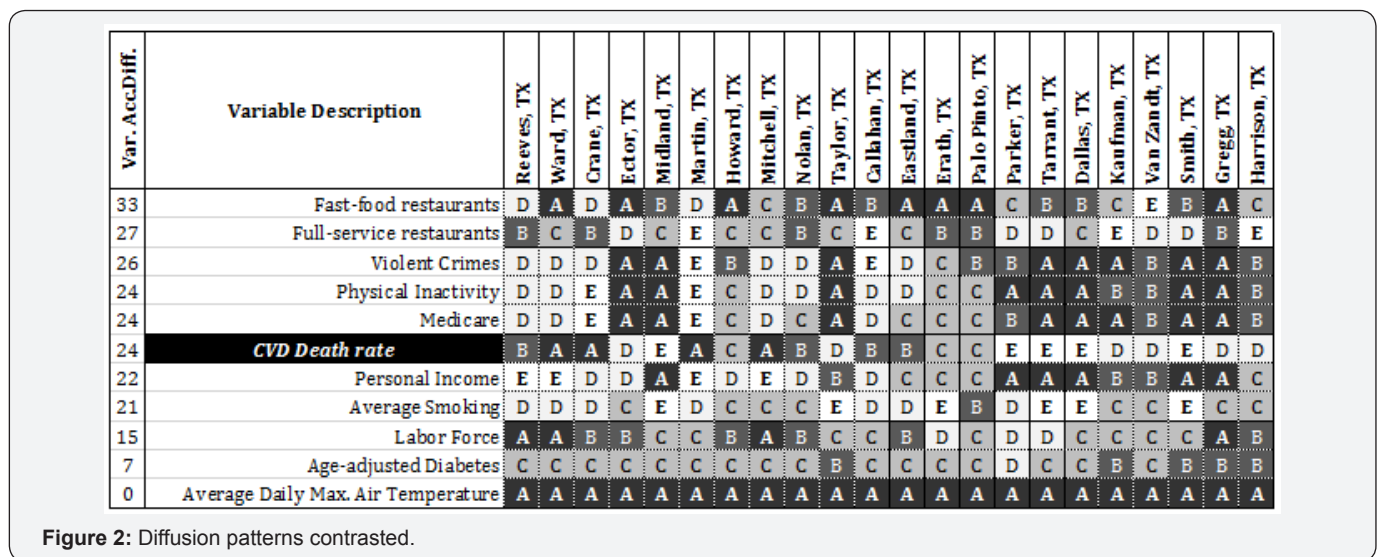 Var. Acc.Diff. Variable Description Reeves, TX Ward, TX Crane, TX Ector, TX Midland, TX Martin, TX Howard, TX Mitchell, TX Nolan, TX Taylor, TX Callahan, TX Eastland, TX Erath, TX Palo Pinto, TX Parker, TX Tarrant, TX Dallas, TX Kaufman, TX Van Zandt, TX Smith, TX Gregg, TX Harrison, TX
33 Fast-food restaurants D A D A B D A C B A B A A A C B B C E B A C
27 Full-service restaurants B C B D C E C C B C E C B B D D C E D D B E
26 Violent Crimes D D D A A E B D D A E D C B B A A A B A A B
24 Physical Inactivity D D E A A E C D D A D D C C A A A B B A A B
24 Medicare D D E A A E C D C A D C C C B A A A B A A B
24 CVD Death rate B A A D E A C A B D B B C C E E E D D E D D
22 Personal Income E E D D A E D E D B D C C C A A A B B A A C
21 Average Smoking D D D C E D C C C E D D E B D E E C C E C C
15 Labor Force A A B B C C B A B C C B D C D D C C C C A B
7 Age-adjusted Diabetes C C C C C C C C C B C C C C D C C B C B B B
0 Average Daily Max. Air Temperature A A A A A A A A A A A A A A A A A A A A A A
Figure 2: Diffusion patterns contrasted.